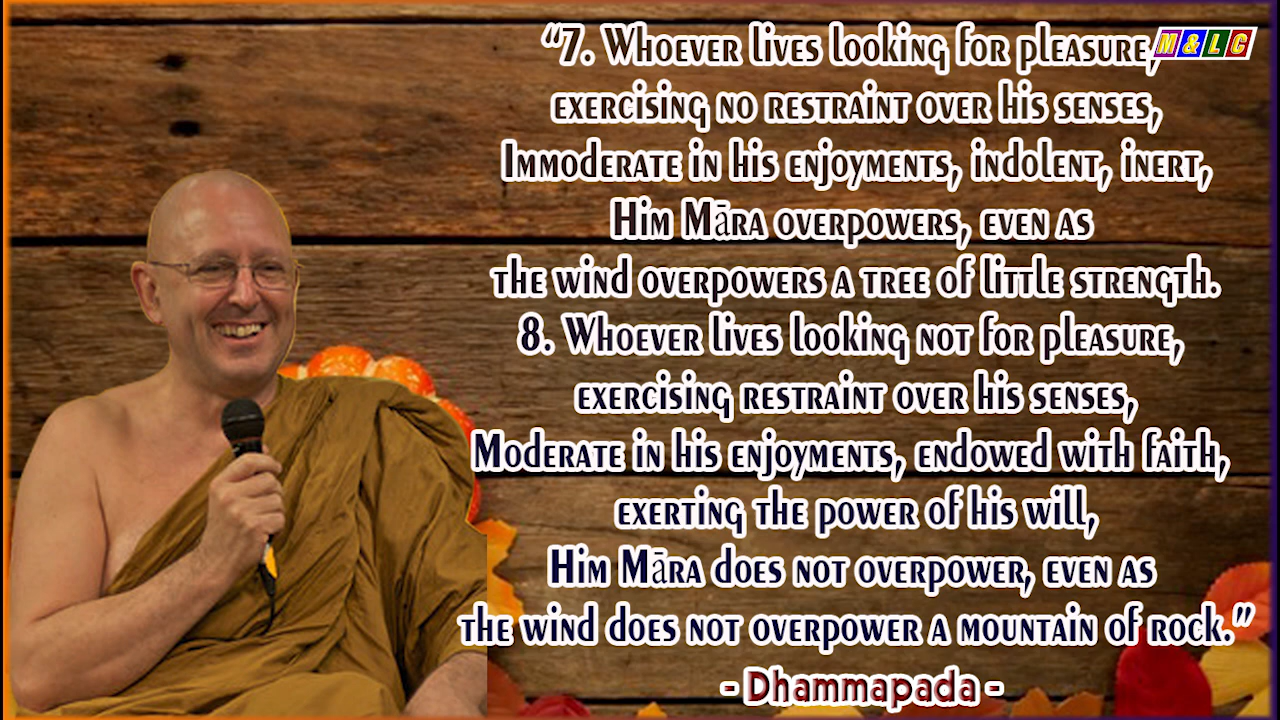 “7. Whoever lives looking for pleasure,
M & L C
exercising no restraint over his senses,
Immoderate in his enjoyments, indolent, inert,
Him Māra overpowers, even as
the wind overpowers a tree of little strength.
8. Whoever lives looking not for pleasure,
exercising restraint over his senses,
Moderate in his enjoyments, endowed with faith,
exerting the power of his will,
Him Māra does not overpower, even as
the wind does not overpower a mountain of rock.”
- Dhammapada -